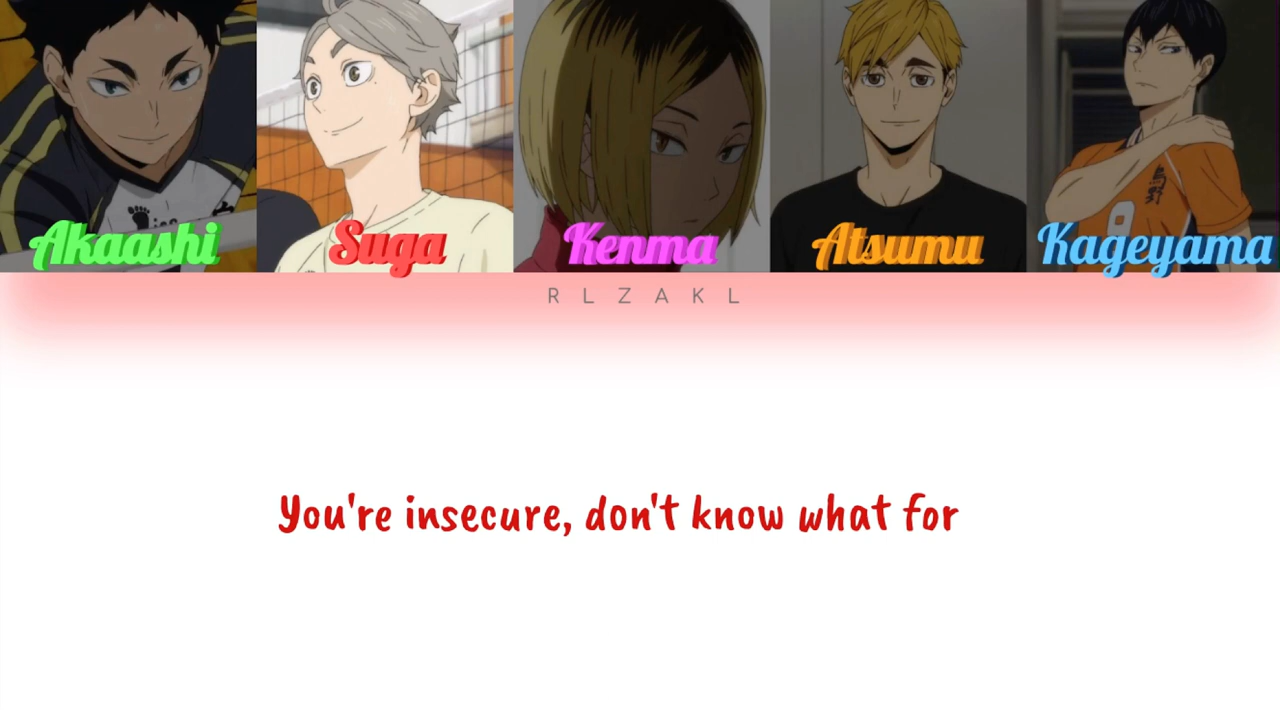 Akaashi
Suga
Kenma
Atsumu
Kageyama
R L Z A K L
You're insecure, don't know what for